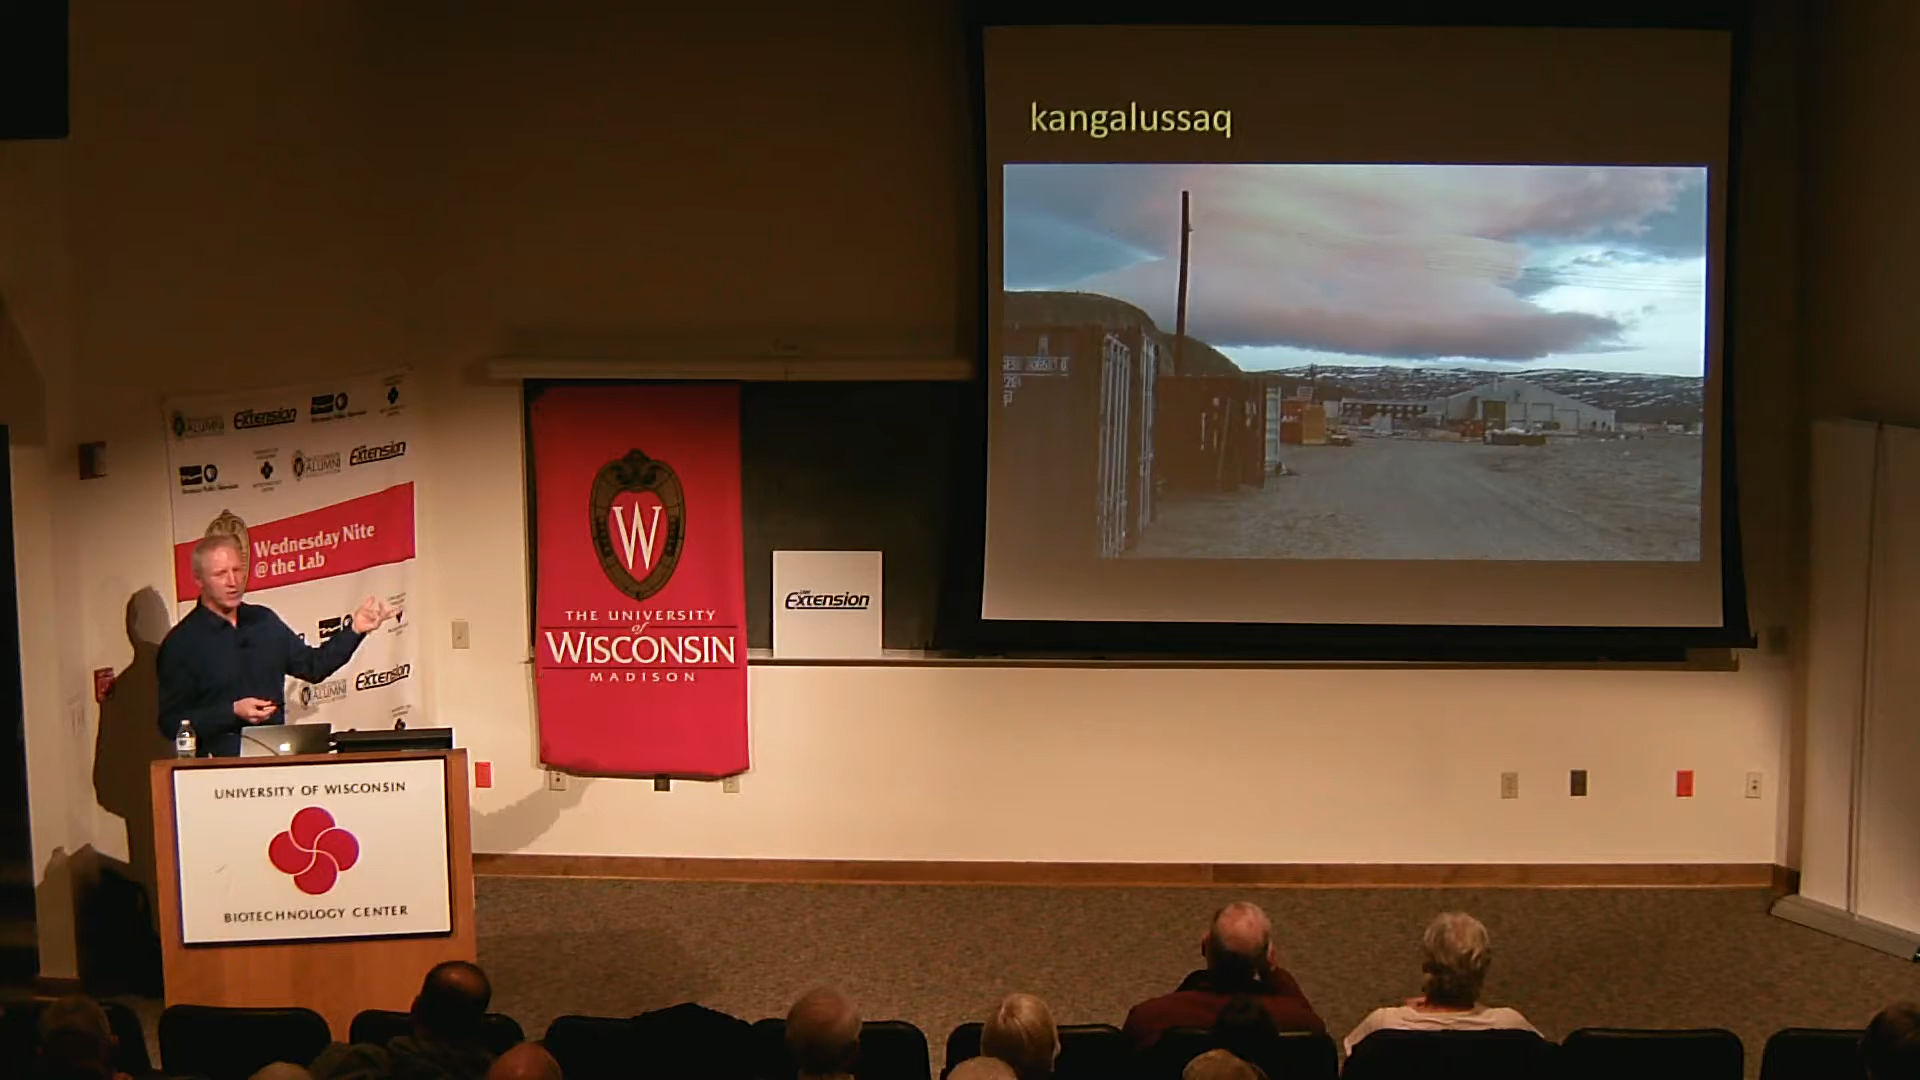 kangalussaq
ALUMNI
Extension
Extension
ALUMNI
Wednesday Nite
@ the Lab
THE UNIVERSITY
of
WISCONSIN
MADISON
Extension
ALUMNI
Extension
UNIVERSITY OF WISCONSIN
BIOTECHNOLOGY CENTER